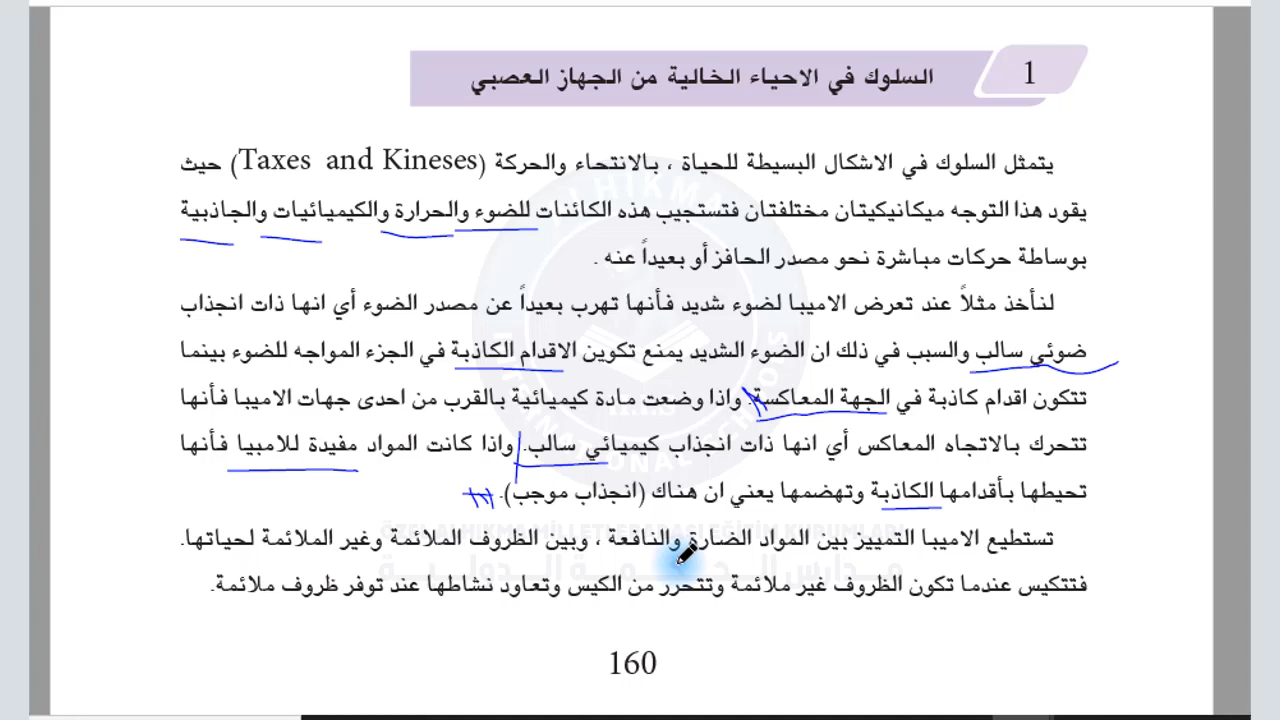 1
السلوك في الاحياء الخالية من الجهاز العصبي
يتمثل السلوك في الاشكال البسيطة للحياة ، بالانتحاء والحركة (Taxes and Kineses) حيث
يقود هذا التوجه ميكانيكيتان مختلفتان فتستجيب هذه الكائنات للضوء والحرارة والكيميائيات والجاذبية
بوساطة حركات مباشرة نحو مصدر الحافز أو بعيداً عنه .
لنأخذ مثلاً عند تعرض الاميبا لضوء شديد فأنها تهرب بعيداً عن مصدر الضوء أي انها ذات انجذاب
ضوئي سالب والسبب في ذلك ان الضوء الشديد يمنع تكوين الاقدام الكاذبة في الجزء المواجه للضوء بينما
تتكون اقدام كاذبة في الجهة المعاكسة. واذا وضعت مادة كيميائية بالقرب من احدى جهات الاميبا فأنها
تتحرك بالاتجاه المعاكس أي انها ذات انجذاب كيميائي سالب. واذا كانت المواد مفيدة للامبيا فأنها
تحيطها بأقدامها الكاذبة وتهضمها يعني ان هناك (انجذاب موجب).
تستطيع الاميبا التمييز بين المواد الضارة والنافعة ، وبين الظروف الملائمة وغير الملائمة لحياتها.
فتتكيس عندما تكون الظروف غير ملائمة وتتحرر من الكيس وتعاود نشاطها عند توفر ظروف ملائمة.
160